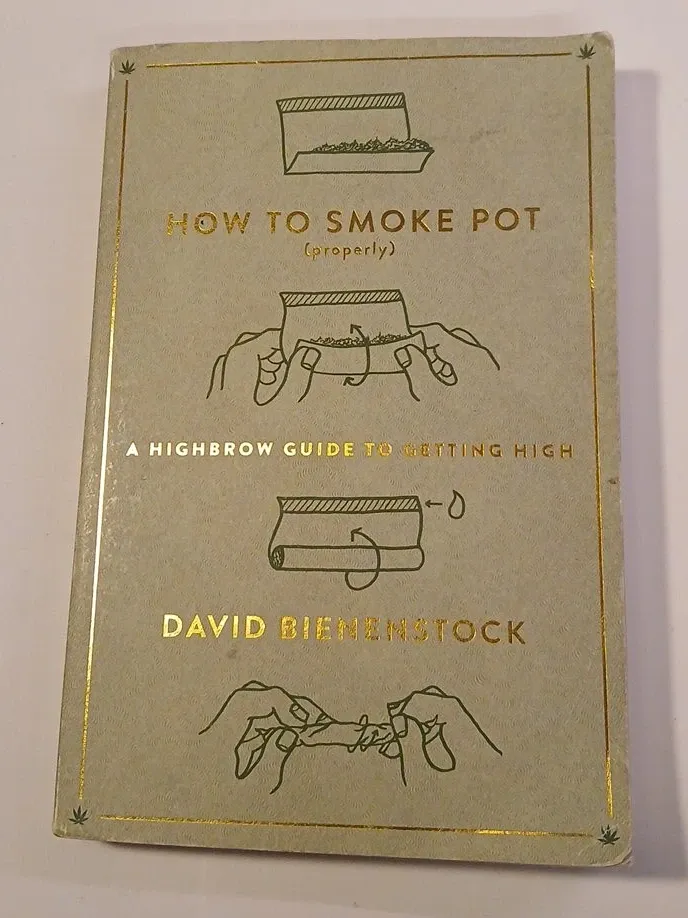 HOW TO SMOKE POT
(properly)
A HIGHBROW GUIDE TO GETTING HIGH
DAVID BIENENSTOCK